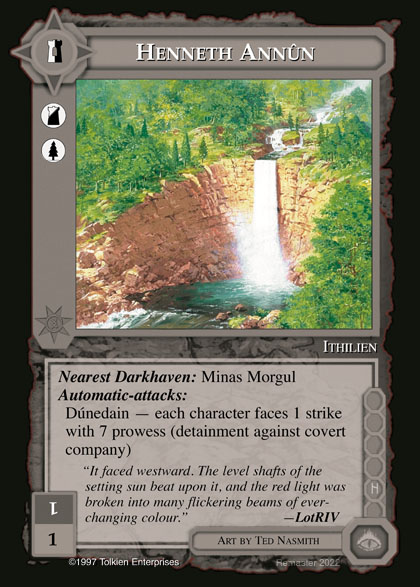 Henneth Annûn
Ithilien
Nearest Darkhaven: Minas Morgul
Automatic-attacks:
Dúnedain — each character faces 1 strike
with 7 prowess (detainment against covert
company)
“It faced westward. The level shafts of the
setting sun beat upon it, and the red light was
broken into many flickering beams of ever-
changing colour.” —LotRIV
H
1
1
Art by Ted Nasmith
©1997 Tolkien Enterprises
Remaster 2022